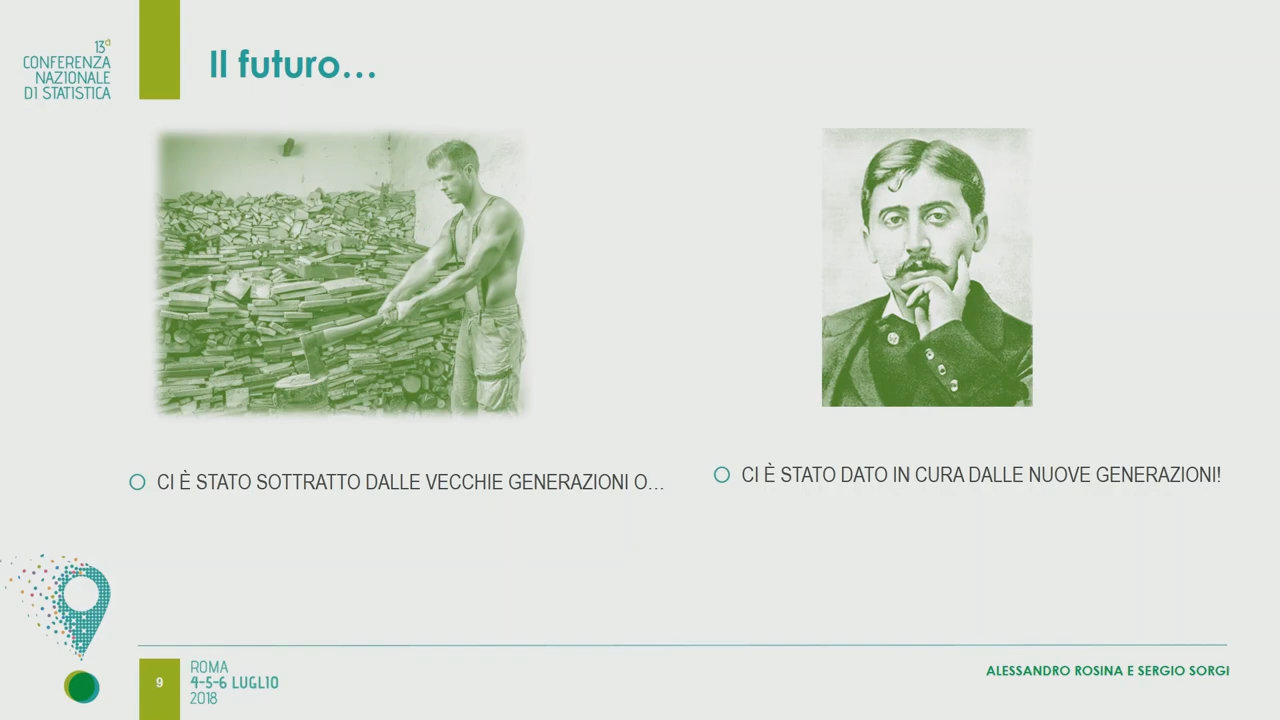 13ª
CONFERENZA
NAZIONALE
DI STATISTICA
Il futuro...
CI È STATO SOTTRATTO DALLE VECCHIE GENERAZIONI O...
CI È STATO DATO IN CURA DALLE NUOVE GENERAZIONI!
9
ROMA
4-5-6 LUGLIO
2018
ALESSANDRO ROSINA E SERGIO SORGI